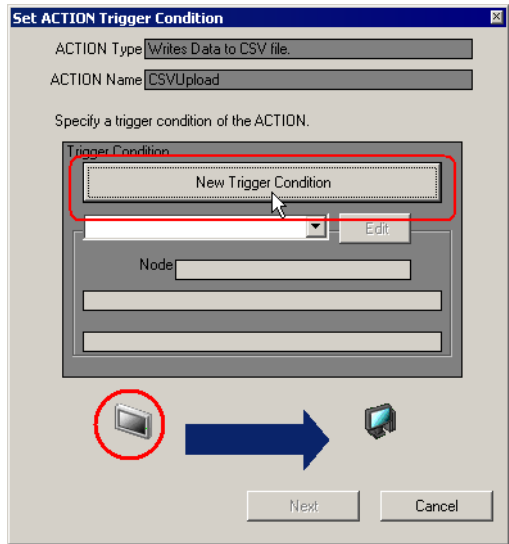 Set ACTION Trigger Condition
ACTION Type Writes Data to CSV file.
ACTION Name CSVUpload
Specify a trigger condition of the ACTION.
Trigger Condition
New Trigger Condition
Edit
Node
Next Cancel